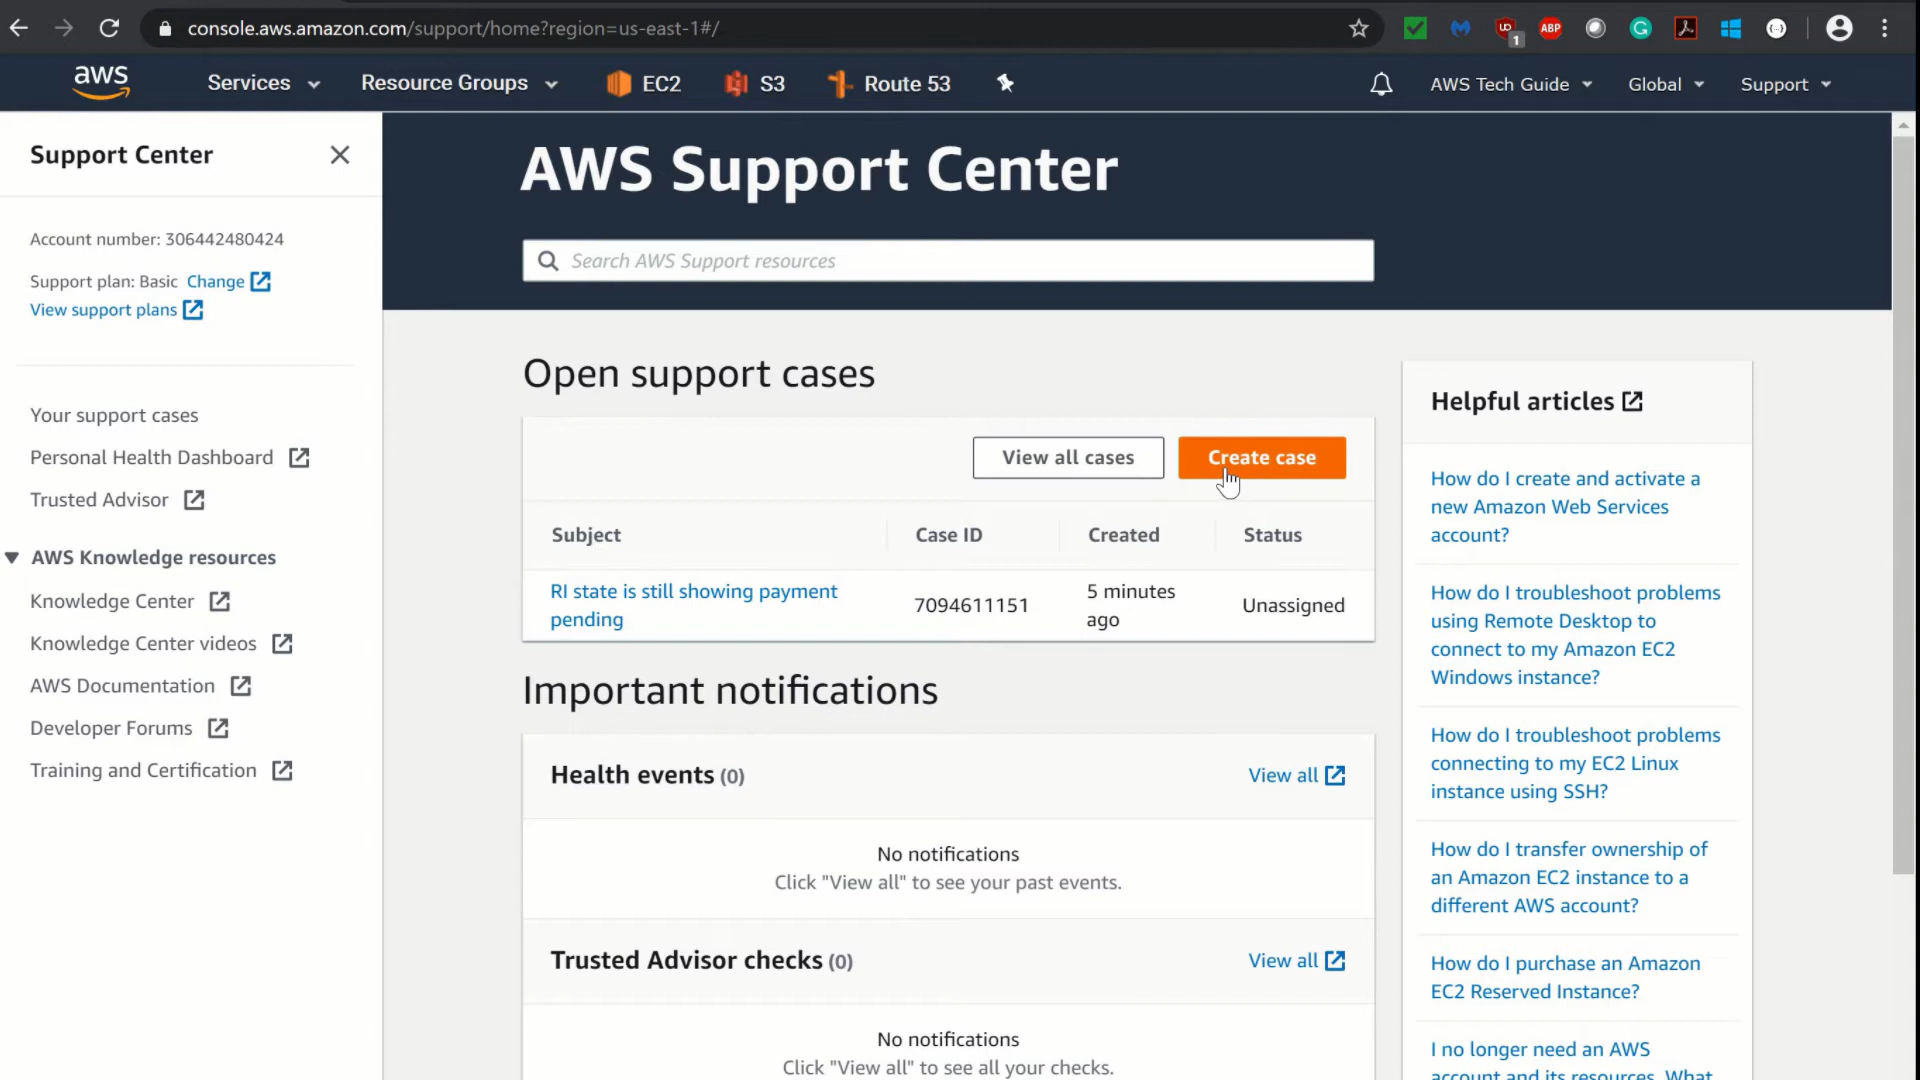 console.aws.amazon.com/support/home?region=us-east-1#/
UD
1
ABP
G
aws
Services
Resource Groups
EC2
S3
Route 53
AWS Tech Guide
Global
Support
Support Center
Account number: 306442480424
Support plan: Basic Change
View support plans
Your support cases
Personal Health Dashboard
Trusted Advisor
AWS Knowledge resources
Knowledge Center
Knowledge Center videos
AWS Documentation
Developer Forums
Training and Certification
AWS Support Center
Search AWS Support resources
Open support cases
View all cases
Create case
Subject
Case ID
Created
Status
RI state is still showing payment
pending
7094611151
5 minutes
ago
Unassigned
Important notifications
Health events (0)
View all
No notifications
Click "View all" to see your past events.
Trusted Advisor checks (0)
View all
No notifications
Click "View all" to see all your checks.
Helpful articles
How do I create and activate a
new Amazon Web Services
account?
How do I troubleshoot problems
using Remote Desktop to
connect to my Amazon EC2
Windows instance?
How do I troubleshoot problems
connecting to my EC2 Linux
instance using SSH?
How do I transfer ownership of
an Amazon EC2 instance to a
different AWS account?
How do I purchase an Amazon
EC2 Reserved Instance?
I no longer need an AWS
account and its resources. What